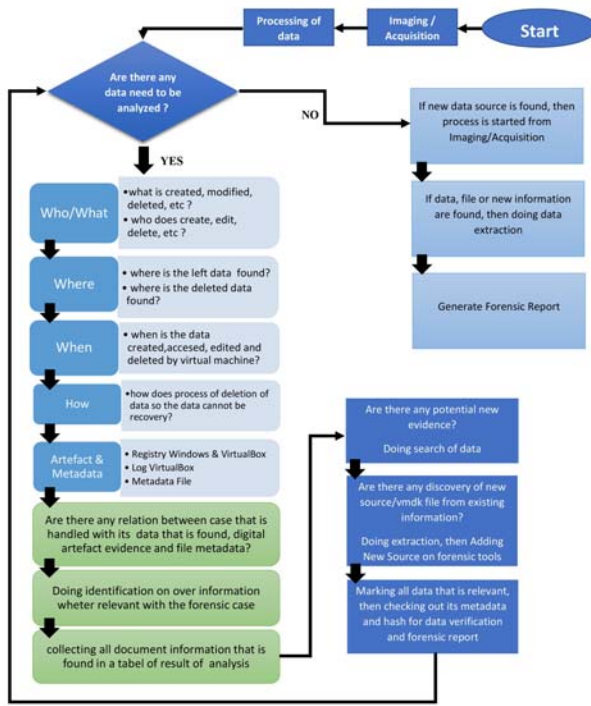 Start
Imaging /
Acquisition
Processing of
data
Are there any
data need to be
analyzed ?
NO
If new data source is found, then
process is started from
Imaging/Acquisition
If data, file or new information
are found, then doing data
extraction
Generate Forensic Report
YES
Who/What
•what is created, modified,
deleted, etc ?
• who does create, edit,
delete, etc ?
Where
• where is the left data found?
• where is the deleted data
found?
When
• when is the data
created,accesed, edited and
deleted by virtual machine?
How
•how does process of deletion of
data so the data cannot be
recovery?
Artefact &
Metadata
• Registry Windows & VirtualBox
• Log VirtualBox
• Metadata File
Are there any relation between case that is
handled with its data that is found, digital
artefact evidence and file metadata?
Doing identification on over information
wheter relevant with the forensic case
collecting all document information that is
found in a tabel of result of analysis
Are there any potential new
evidence?
Doing search of data
Are there any discovery of new
source/vmdk file from existing
information?
Doing extraction, then Adding
New Source on forensic tools
Marking all data that is relevant,
then checking out its metadata
and hash for data verification
and forensic report